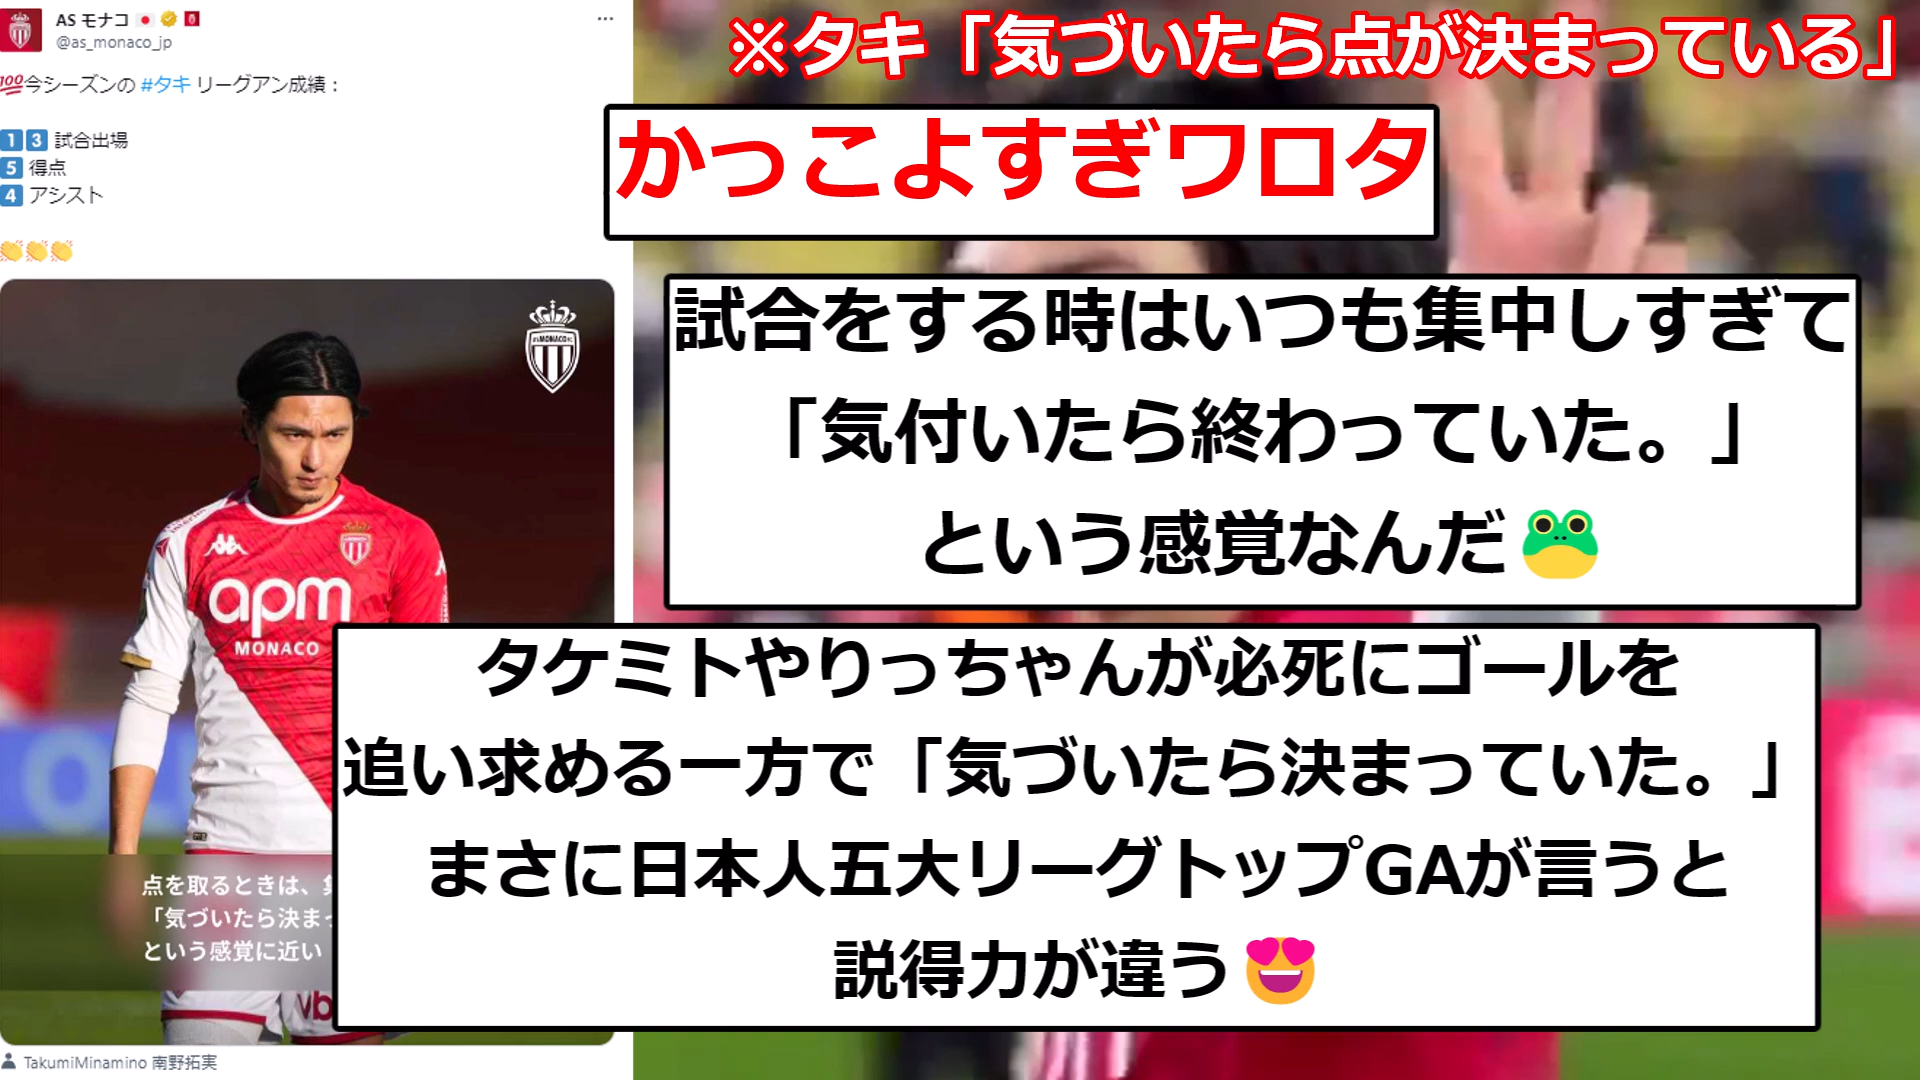 AS モナコ 🇯🇵
@as_monaco_jp
💯今シーズンの #タキ リーグアン成績：
1️⃣3️⃣ 試合出場
5️⃣ 得点
4️⃣ アシスト
👏👏👏
※タキ「気づいたら点が決まっている」
かっこよすぎワロタ
試合をする時はいつも集中しすぎて
「気付いたら終わっていた。」
という感覚なんだ🐸
タケミトやりっちゃんが必死にゴールを
追い求める一方で「気づいたら決まっていた。」
まさに日本人五大リーグトップGAが言うと
説得力が違う😍
AS MONACO FC
apm
MONACO
点を取るときは、
「気づいたら決まっ
という感覚に近い
TakumiMinamino 南野拓実